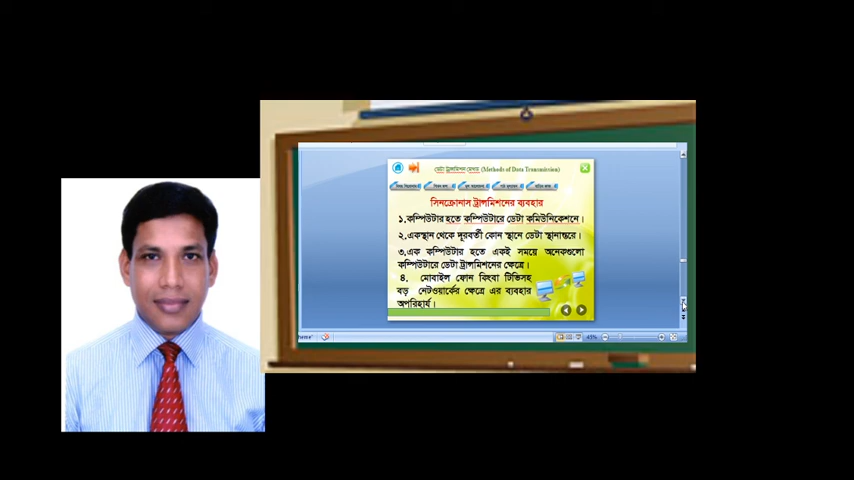 ডেটা ট্রান্সমিশন মেথড (Methods of Data Transmission)
সিনক্রোনাস ট্রান্সমিশনের ব্যবহার
১.কম্পিউটার হতে কম্পিউটারে ডেটা কমিউনিকেশনে।
২.একস্থান থেকে দূরবর্তী কোন স্থানে ডেটা স্থানান্তরে।
৩.এক কম্পিউটার হতে একই সময়ে অনেকগুলো
কম্পিউটারে ডেটা ট্রান্সমিশনের ক্ষেত্রে।
৪. মোবাইল ফোন কিংবা টিভিসহ
বড় নেটওয়ার্কের ক্ষেত্রে এর ব্যবহার
অপরিহার্য।